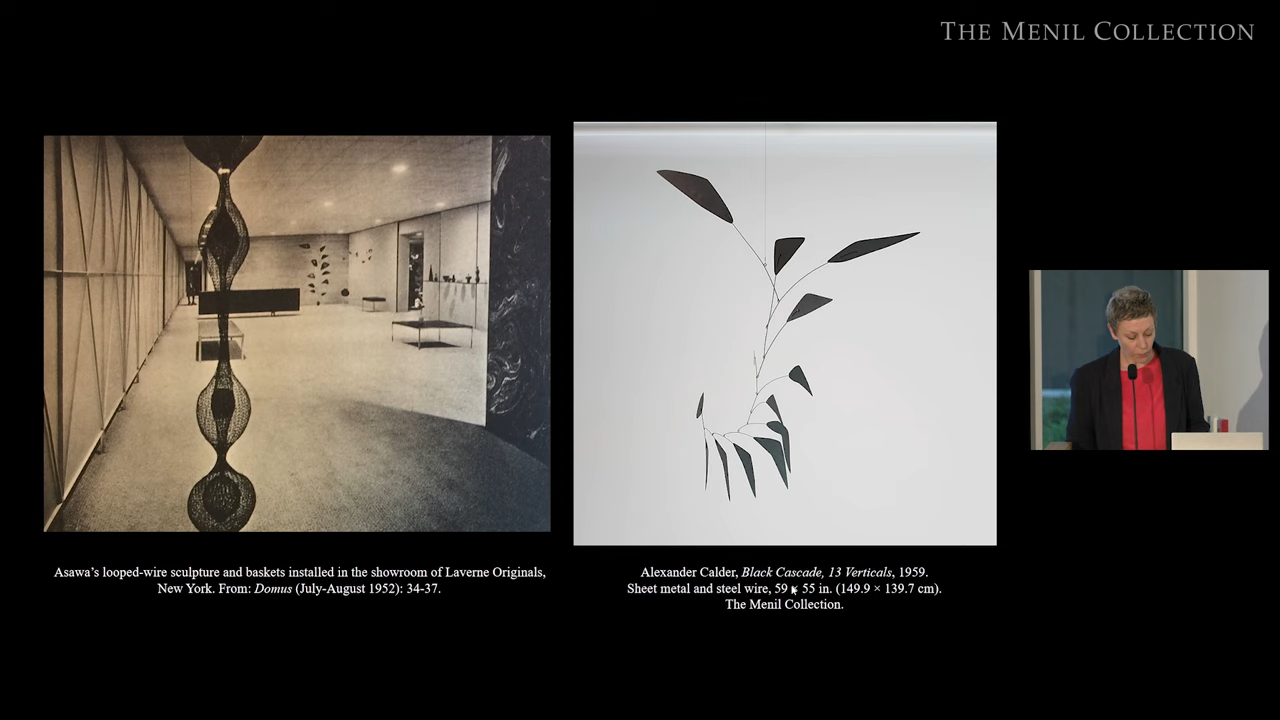 THE MENIL COLLECTION
Asawa's looped-wire sculpture and baskets installed in the showroom of Laverne Originals,
New York. From: Domus (July-August 1952): 34-37.
Alexander Calder, Black Cascade, 13 Verticals, 1959.
Sheet metal and steel wire, 59 × 55 in. (149.9 × 139.7 cm).
The Menil Collection.